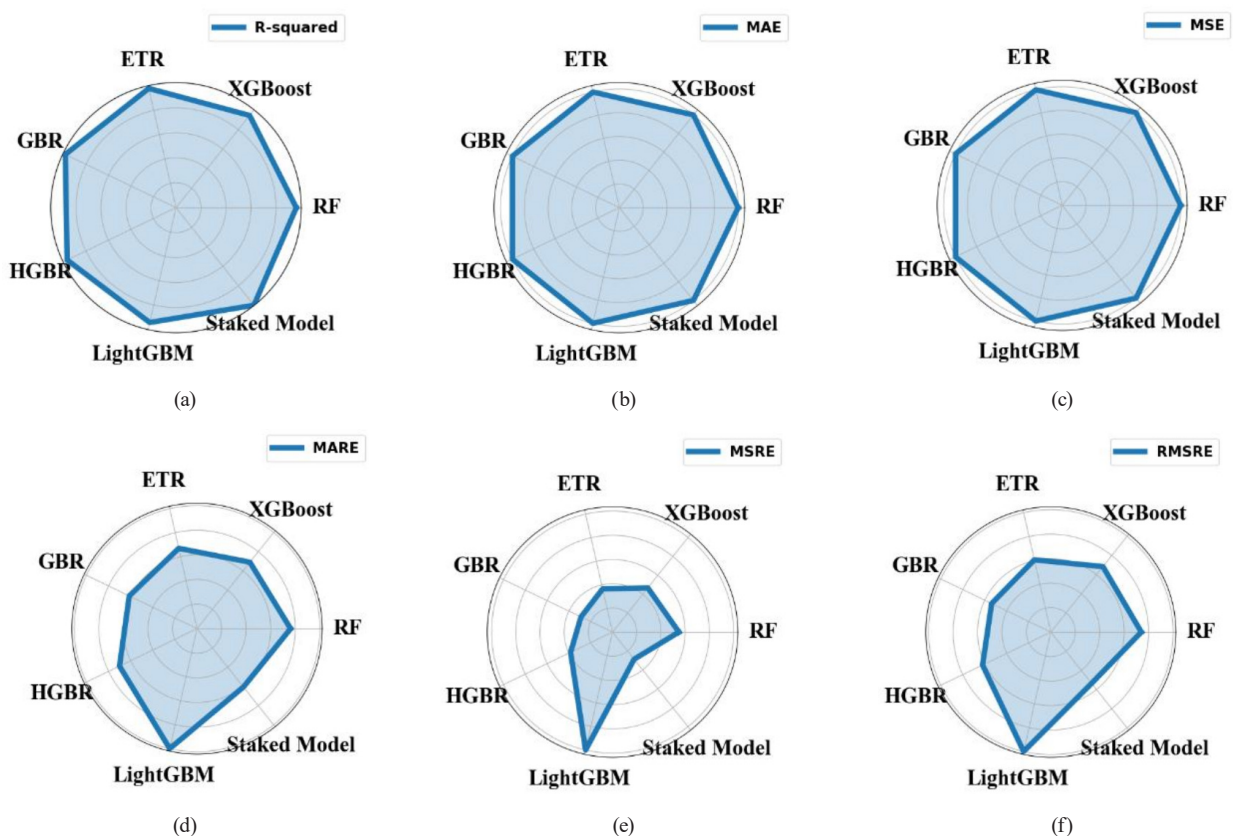 R-squared
ETR
XGBoost
GBR
RF
HGBR
Staked Model
LightGBM
(a)
MAE
ETR
XGBoost
GBR
RF
HGBR
Staked Model
LightGBM
(b)
MSE
ETR
XGBoost
GBR
RF
HGBR
Staked Model
LightGBM
(c)
MARE
ETR
XGBoost
GBR
RF
HGBR
Staked Model
LightGBM
(d)
MSRE
ETR
XGBoost
GBR
RF
HGBR
Staked Model
LightGBM
(e)
RMSRE
ETR
XGBoost
GBR
RF
HGBR
Staked Model
LightGBM
(f)